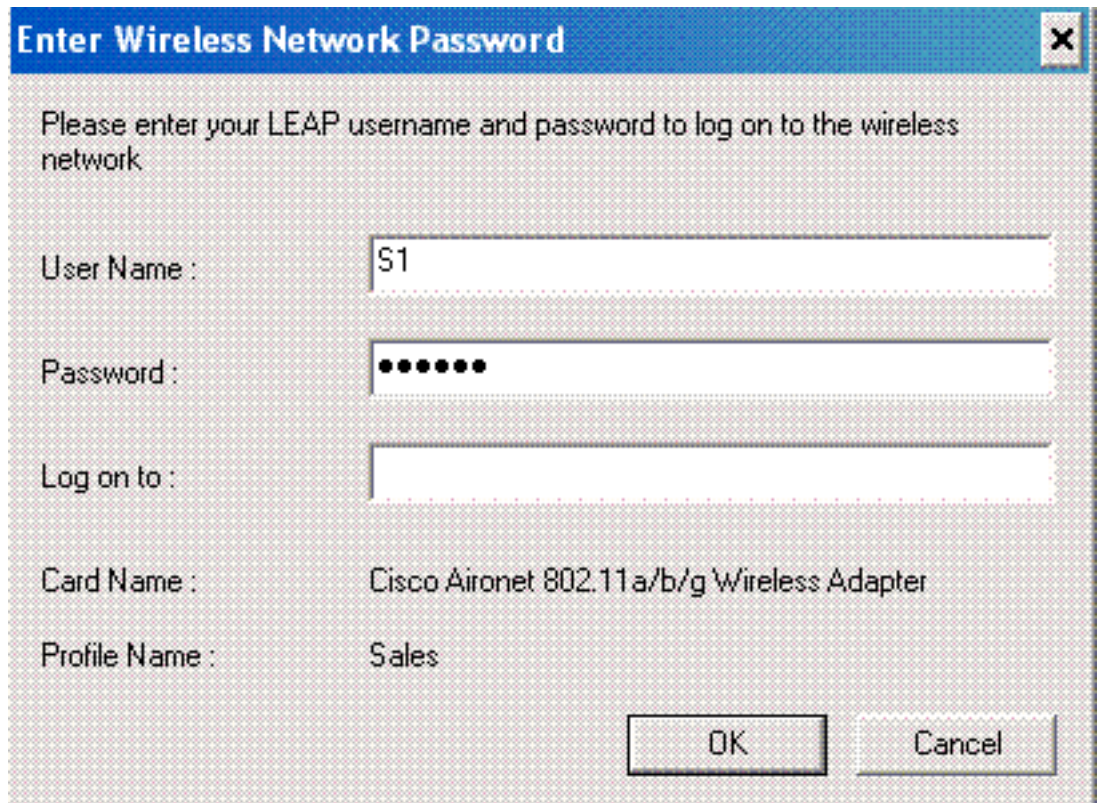 Enter Wireless Network Password
Please enter your LEAP username and password to log on to the wireless
network
User Name : S1
Password : ••••••
Log on to :
Card Name : Cisco Aironet 802.11a/b/g Wireless Adapter
Profile Name : Sales
OK Cancel